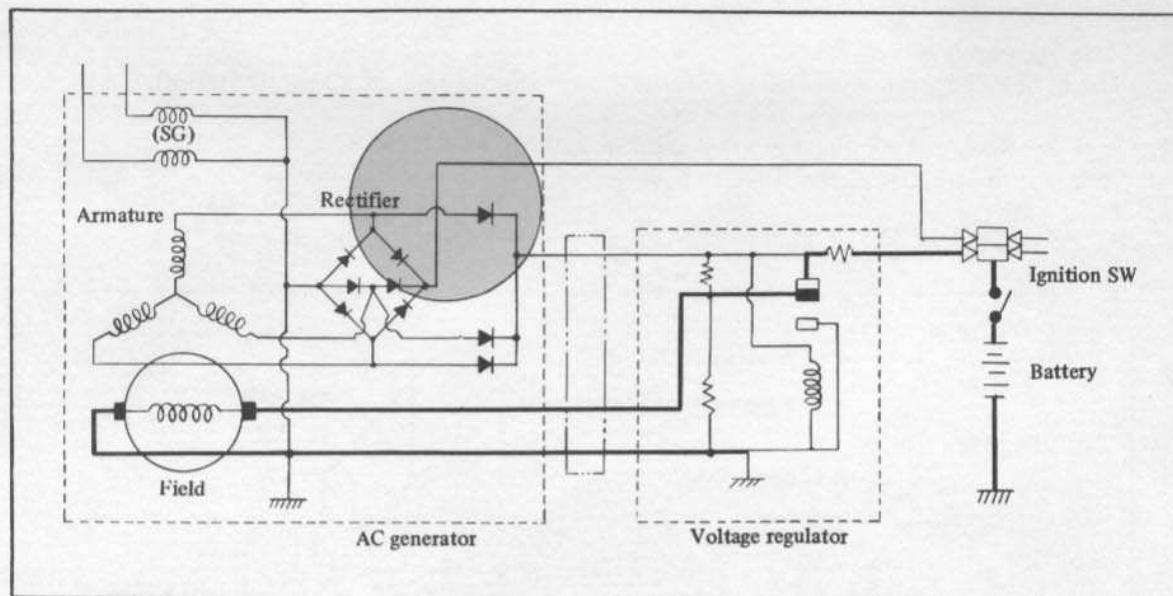 (SG)
Armature
Rectifier
Ignition SW
Battery
Field
AC generator
Voltage regulator